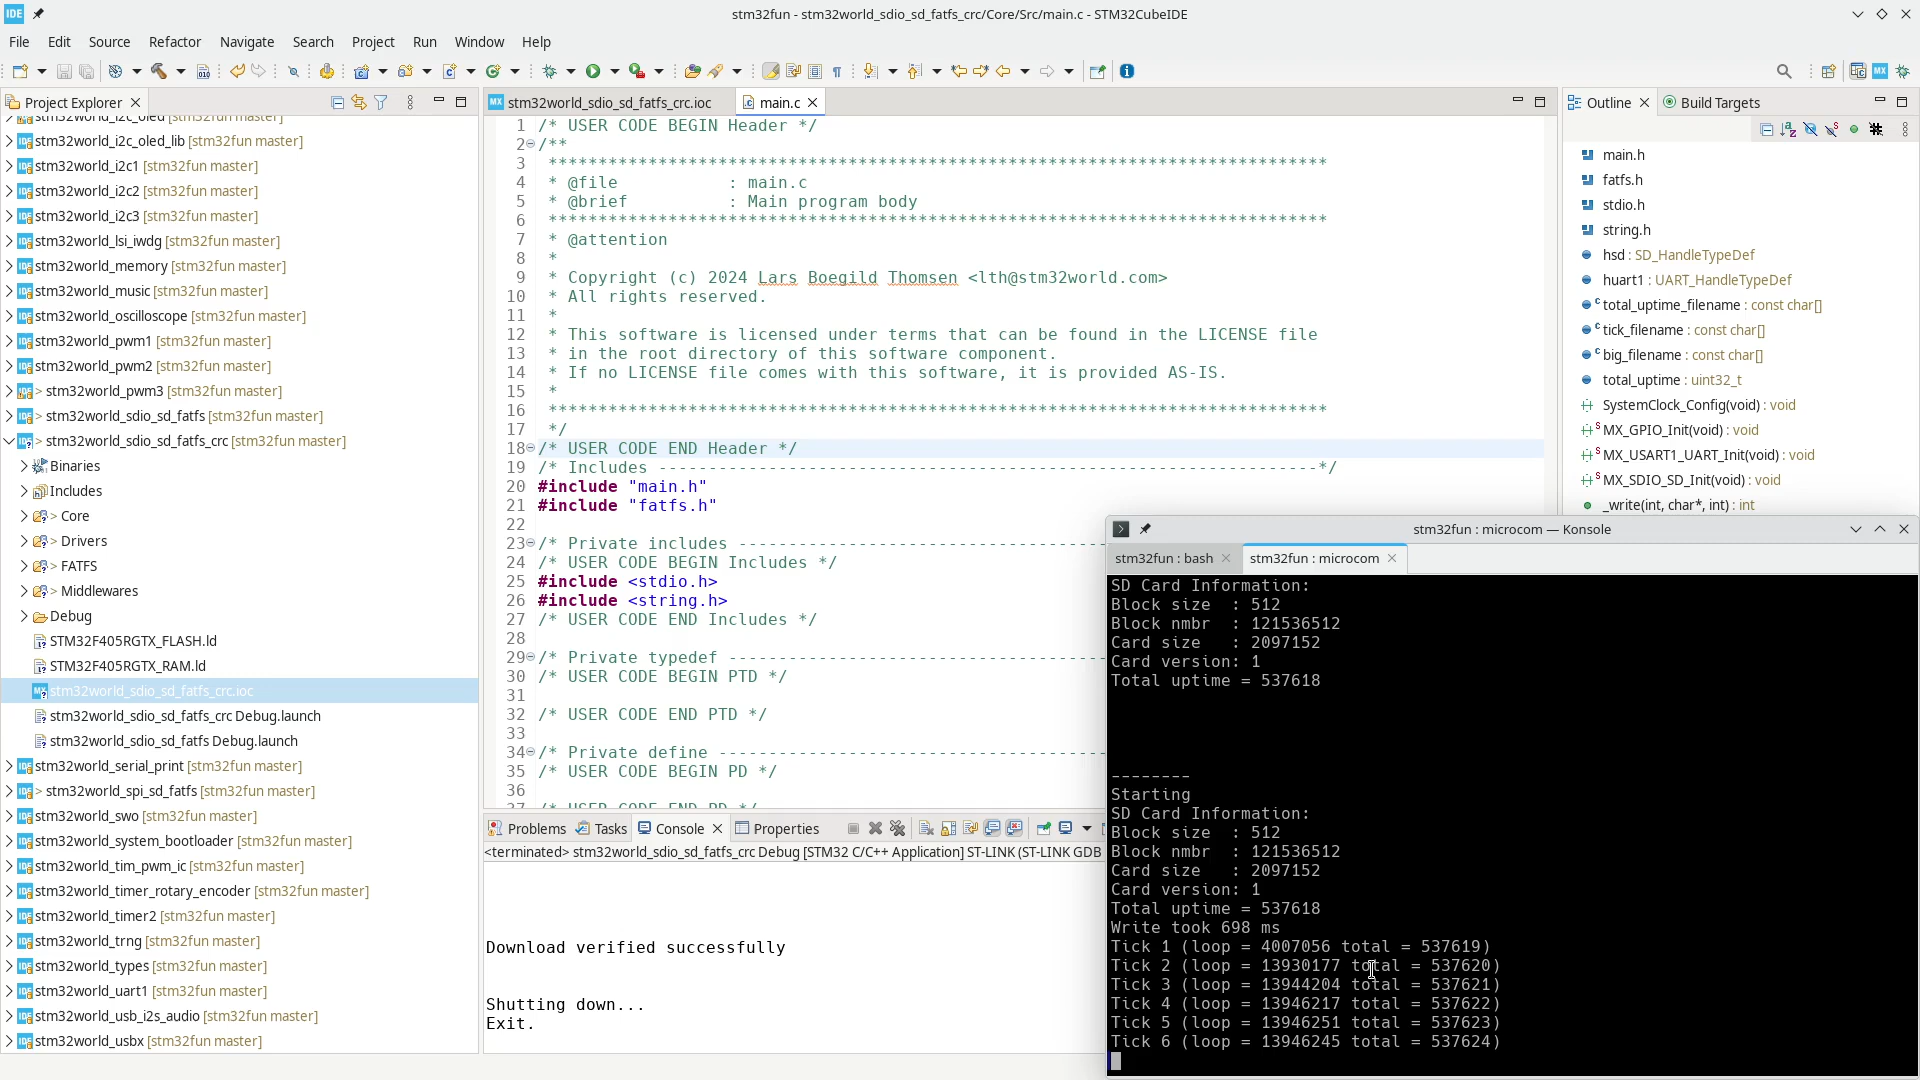 IDE
stm32fun - stm32world_sdio_sd_fatfs_crc/Core/Src/main.c - STM32CubeIDE
File Edit Source Refactor Navigate Search Project Run Window Help
Project Explorer
stm32world_i2c_oled [stm32fun master]
stm32world_i2c_oled_lib [stm32fun master]
stm32world_i2c1 [stm32fun master]
stm32world_i2c2 [stm32fun master]
stm32world_i2c3 [stm32fun master]
stm32world_lsi_iwdg [stm32fun master]
stm32world_memory [stm32fun master]
stm32world_music [stm32fun master]
stm32world_oscilloscope [stm32fun master]
stm32world_pwm1 [stm32fun master]
stm32world_pwm2 [stm32fun master]
> stm32world_pwm3 [stm32fun master]
> stm32world_sdio_sd_fatfs [stm32fun master]
> stm32world_sdio_sd_fatfs_crc [stm32fun master]
Binaries
Includes
> Core
> Drivers
> FATFS
> Middlewares
Debug
STM32F405RGTX_FLASH.ld
STM32F405RGTX_RAM.ld
stm32world_sdio_sd_fatfs_crc.ioc
stm32world_sdio_sd_fatfs_crc Debug.launch
stm32world_sdio_sd_fatfs Debug.launch
stm32world_serial_print [stm32fun master]
> stm32world_spi_sd_fatfs [stm32fun master]
stm32world_swo [stm32fun master]
stm32world_system_bootloader [stm32fun master]
stm32world_tim_pwm_ic [stm32fun master]
stm32world_timer_rotary_encoder [stm32fun master]
stm32world_timer2 [stm32fun master]
stm32world_trng [stm32fun master]
stm32world_types [stm32fun master]
stm32world_uart1 [stm32fun master]
stm32world_usb_i2s_audio [stm32fun master]
stm32world_usbx [stm32fun master]
MX stm32world_sdio_sd_fatfs_crc.ioc
main.c
1 /* USER CODE BEGIN Header */
2 /**
3 ******************************************************************************
4 * @file : main.c
5 * @brief : Main program body
6 ******************************************************************************
7 * @attention
8 *
9 * Copyright (c) 2024 Lars Boegild Thomsen <lth@stm32world.com>
10 * All rights reserved.
11 *
12 * This software is licensed under terms that can be found in the LICENSE file
13 * in the root directory of this software component.
14 * If no LICENSE file comes with this software, it is provided AS-IS.
15 *
16 ******************************************************************************
17 */
18 /* USER CODE END Header */
19 /* Includes ------------------------------------------------------------------*/
20 #include "main.h"
21 #include "fatfs.h"
22
23 /* Private includes -------------------------------------
24 /* USER CODE BEGIN Includes */
25 #include <stdio.h>
26 #include <string.h>
27 /* USER CODE END Includes */
28
29 /* Private typedef --------------------------------------
30 /* USER CODE BEGIN PTD */
31
32 /* USER CODE END PTD */
33
34 /* Private define ---------------------------------------
35 /* USER CODE BEGIN PD */
36
37 /* USER CODE END PD */
Problems Tasks Console Properties
<terminated> stm32world_sdio_sd_fatfs_crc Debug [STM32 C/C++ Application] ST-LINK (ST-LINK GDB
Download verified successfully
Shutting down...
Exit.
Outline Build Targets
main.h
fatfs.h
stdio.h
string.h
hsd : SD_HandleTypeDef
huart1 : UART_HandleTypeDef
total_uptime_filename : const char[]
tick_filename : const char[]
big_filename : const char[]
total_uptime : uint32_t
SystemClock_Config(void) : void
MX_GPIO_Init(void) : void
MX_USART1_UART_Init(void) : void
MX_SDIO_SD_Init(void) : void
_write(int, char*, int) : int
stm32fun : microcom — Konsole
stm32fun : bash
stm32fun : microcom
SD Card Information:
Block size : 512
Block nmbr : 121536512
Card size : 2097152
Card version: 1
Total uptime = 537618
--------
Starting
SD Card Information:
Block size : 512
Block nmbr : 121536512
Card size : 2097152
Card version: 1
Total uptime = 537618
Write took 698 ms
Tick 1 (loop = 4007056 total = 537619)
Tick 2 (loop = 13930177 total = 537620)
Tick 3 (loop = 13944204 total = 537621)
Tick 4 (loop = 13946217 total = 537622)
Tick 5 (loop = 13946251 total = 537623)
Tick 6 (loop = 13946245 total = 537624)